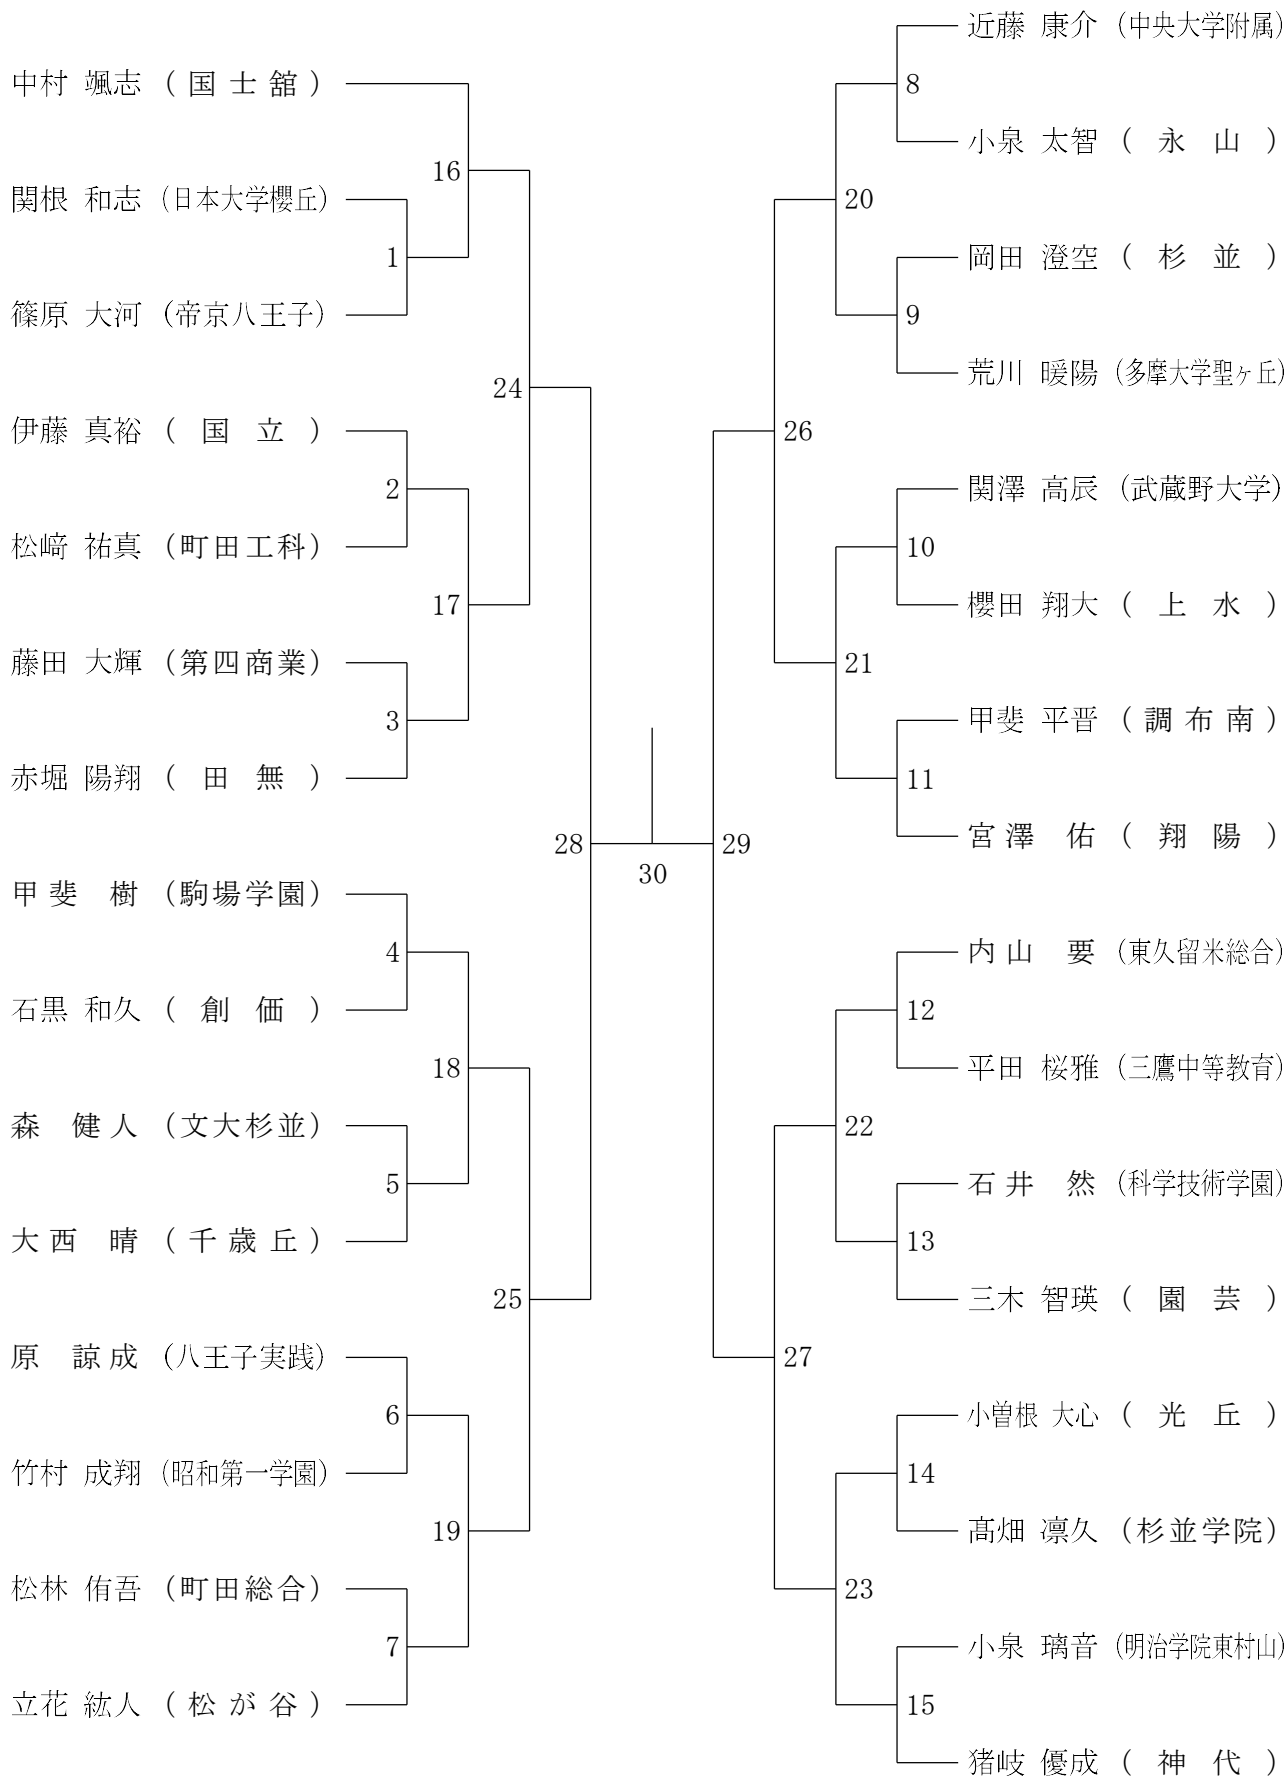 中村 颯志 (国士舘)
16
関根 和志 (日本大学櫻丘)
1
篠原 大河 (帝京八王子)
24
伊藤 真裕 (国立)
2
松﨑 祐真 (町田工科)
17
藤田 大輝 (第四商業)
3
赤堀 陽翔 (田無)
28
甲斐 樹 (駒場学園)
4
石黒 和久 (創価)
18
森 健人 (文大杉並)
5
大西 晴 (千歳丘)
25
原 諒成 (八王子実践)
6
竹村 成翔 (昭和第一学園)
19
松林 侑吾 (町田総合)
7
立花 紘人 (松が谷)
30
近藤 康介 (中央大学附属)
8
小泉 太智 (永山)
20
岡田 澄空 (杉並)
9
荒川 暖陽 (多摩大学聖ヶ丘)
26
関澤 高辰 (武蔵野大学)
10
櫻田 翔大 (上水)
21
甲斐 平晋 (調布南)
11
宮澤 佑 (翔陽)
29
内山 要 (東久留米総合)
12
平田 桜雅 (三鷹中等教育)
22
石井 然 (科学技術学園)
13
三木 智瑛 (園芸)
27
小曽根 大心 (光丘)
14
髙畑 凛久 (杉並学院)
23
小泉 璃音 (明治学院東村山)
15
猪岐 優成 (神代)